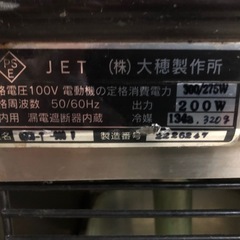 PSE JET (株)大穂製作所
格電圧100V 電動機の定格消費電力 300/275W
格周波数 50/60Hz 出力 200W
内用 漏電遮断器内蔵 冷媒 134a 320g
製造番号